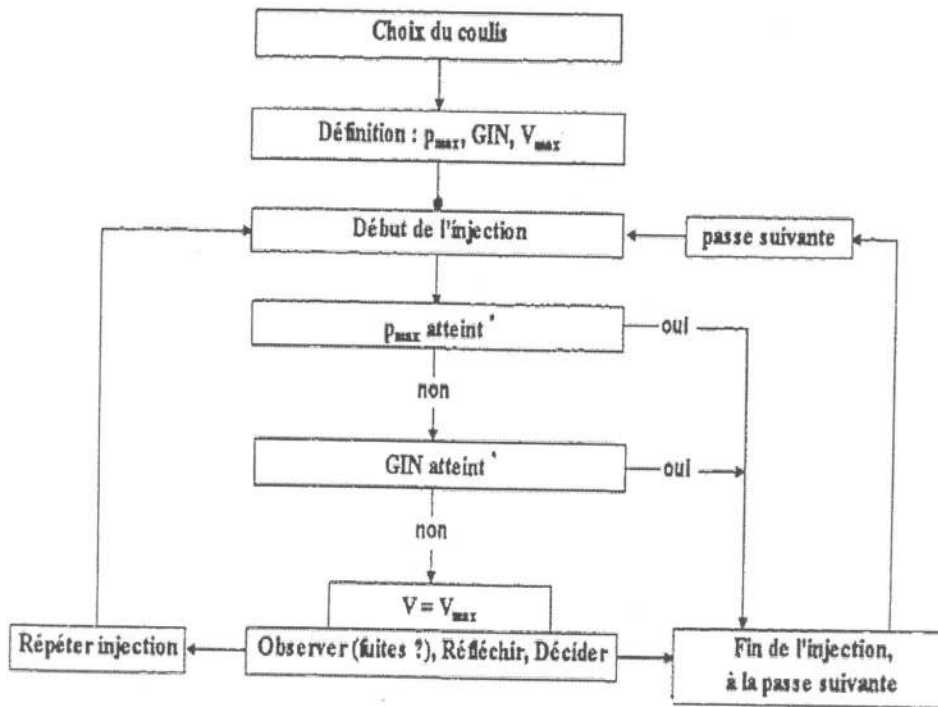 Choix du coulis
Définition : pmax, GIN, Vmax
Début de l'injection
passe suivante
pmax atteint
oui
non
GIN atteint
oui
non
V = Vmax
Répéter injection
Observer (fuites ?), Réfléchir, Décider
Fin de l'injection,
à la passe suivante